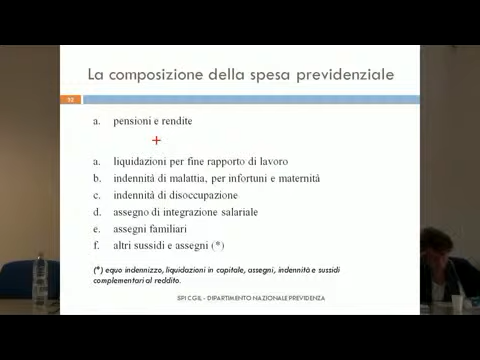 La composizione della spesa previdenziale
52
a. pensioni e rendite
+
a. liquidazioni per fine rapporto di lavoro
b. indennità di malattia, per infortuni e maternità
c. indennità di disoccupazione
d. assegno di integrazione salariale
e. assegni familiari
f. altri sussidi e assegni (*)
(*) equo indennizzo, liquidazioni in capitale, assegni, indennità e sussidi
complementari al reddito.
SPI CGIL - DIPARTIMENTO NAZIONALE PREVIDENZA